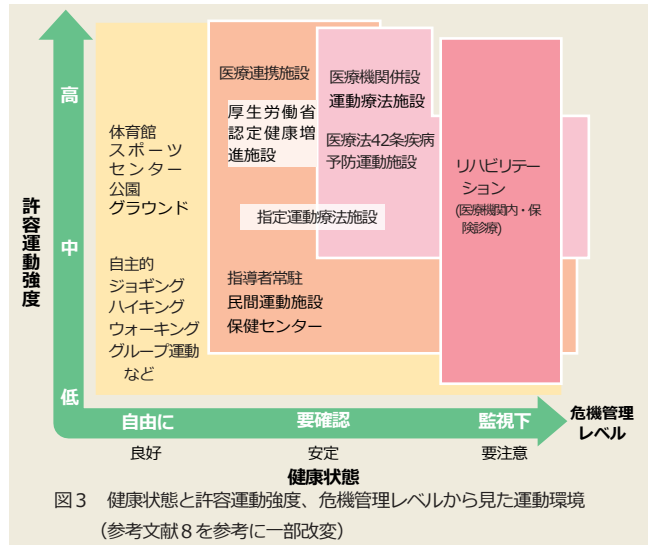 許容運動強度
高
中
低
体育館
スポーツ
センター
公園
グラウンド
自主的
ジョギング
ハイキング
ウォーキング
グループ運動
など
医療連携施設
厚生労働省
認定健康増
進施設
指定運動療法施設
指導者常駐
民間運動施設
保健センター
医療機関併設
運動療法施設
医療法42条疾病
予防運動施設
リハビリテー
ション
(医療機関内・保
険診療)
自由に
要確認
監視下
危機管理
レベル
良好
安定
要注意
健康状態
図3 健康状態と許容運動強度、危機管理レベルから見た運動環境
(参考文献8を参考に一部改変)